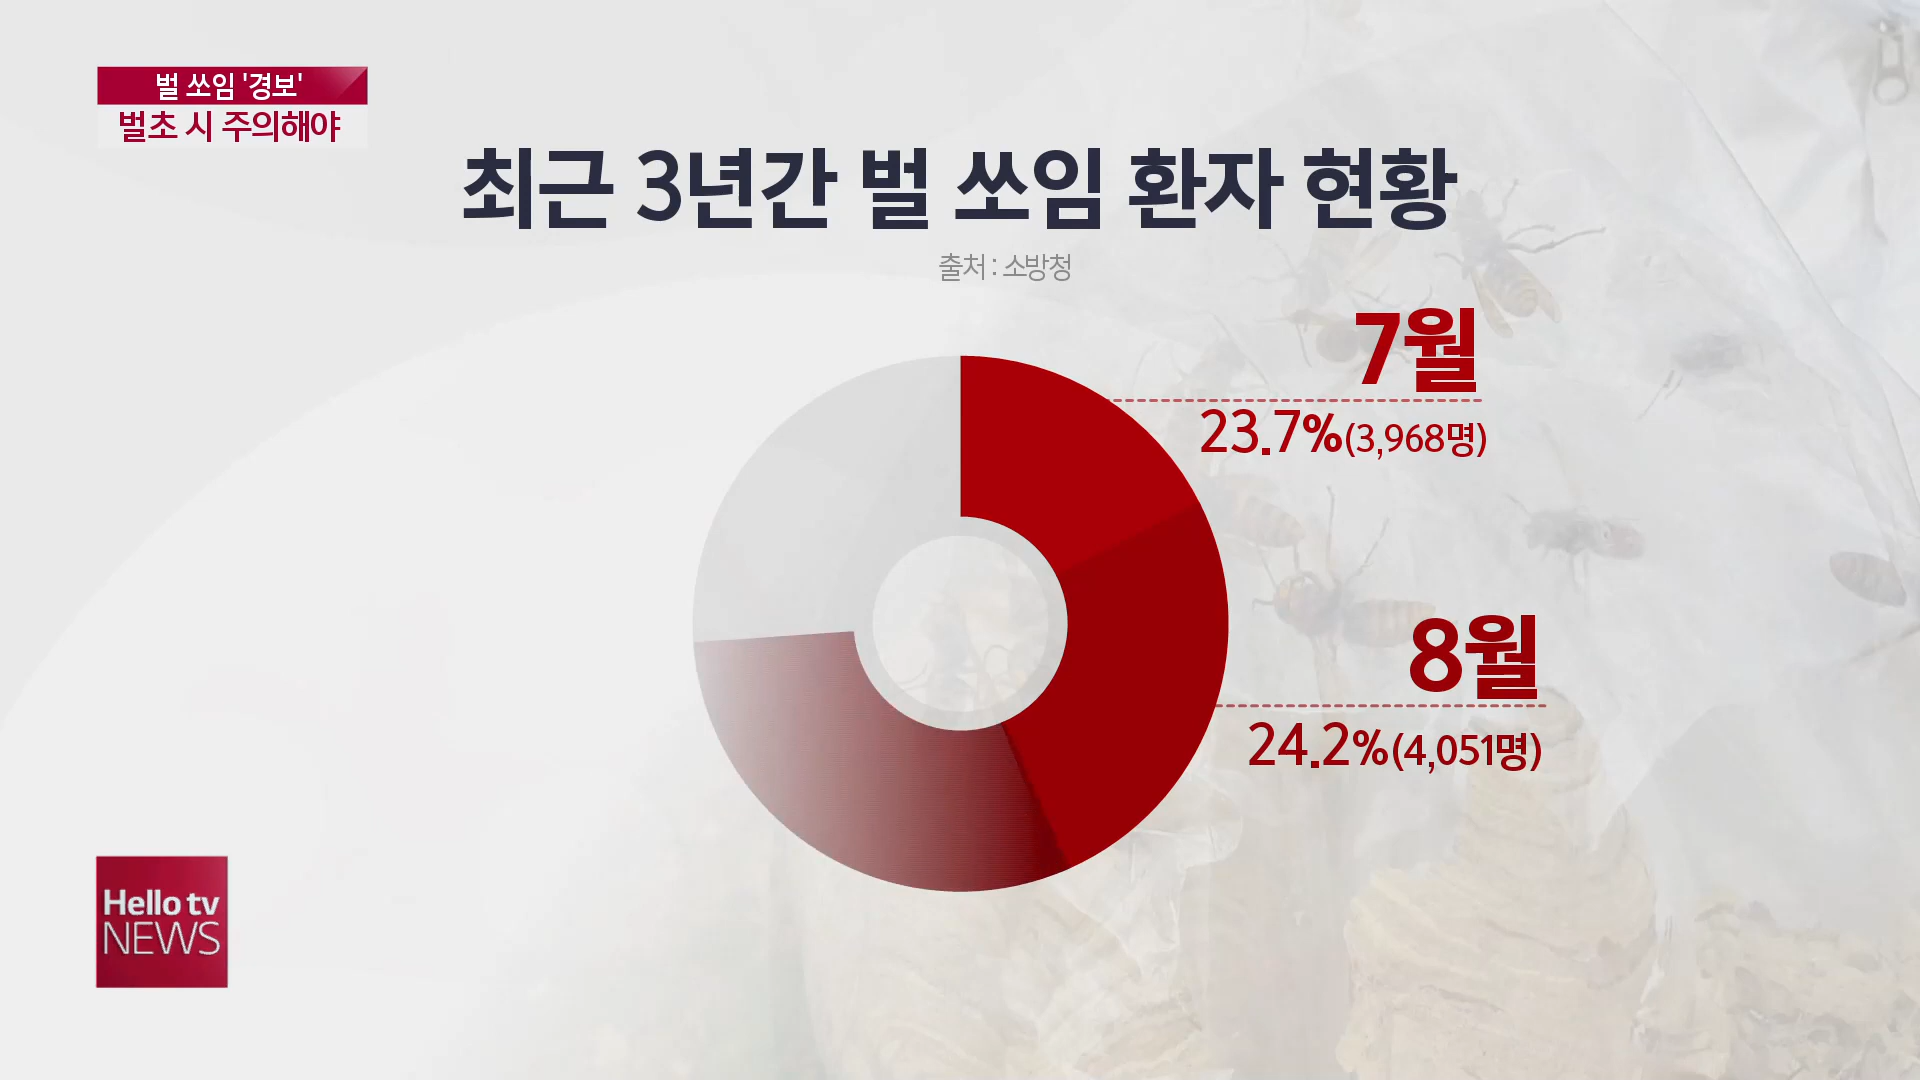 벌 쏘임 '경보'
벌초 시 주의해야
최근 3년간 벌 쏘임 환자 현황
출처 : 소방청
7월
23.7%(3,968명)
8월
24.2%(4,051명)
Hello tv
NEWS